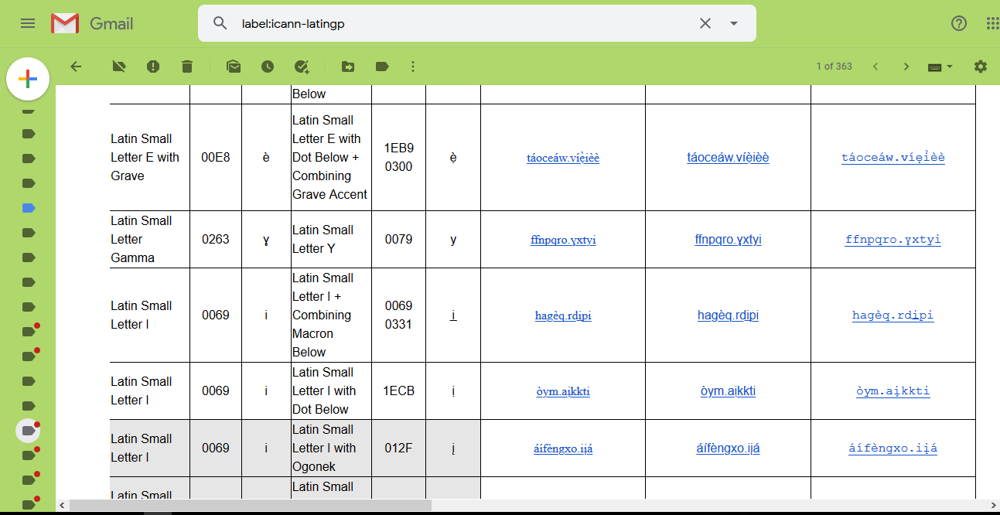 Gmail
label:icann-latingp
1 of 363
Below
Latin Small Letter E with Grave
00E8
è
Latin Small Letter E with Dot Below + Combining Grave Accent
1EB9 0300
ẹ̀
táoceáw.víẹ̀ièè
táoceáw.víẹ̀ièè
táoceáw.víẹ̀ièè
Latin Small Letter Gamma
0263
ɣ
Latin Small Letter Y
0079
y
ffnpqro.ɣxtyi
ffnpqro.ɣxtyi
ffnpqro.ɣxtyi
Latin Small Letter I
0069
i
Latin Small Letter I + Combining Macron Below
0069 0331
i̱
hagèq.rdi̱pi
hagèq.rdi̱pi
hagèq.rdi̱pi
Latin Small Letter I
0069
i
Latin Small Letter I with Dot Below
1ECB
ị
òym.aịkkti
òym.aịkkti
òym.aịkkti
Latin Small Letter I
0069
i
Latin Small Letter I with Ogonek
012F
į
áífèngxo.iįá
áífèngxo.iįá
áífèngxo.iįá
Latin Small
Latin Small